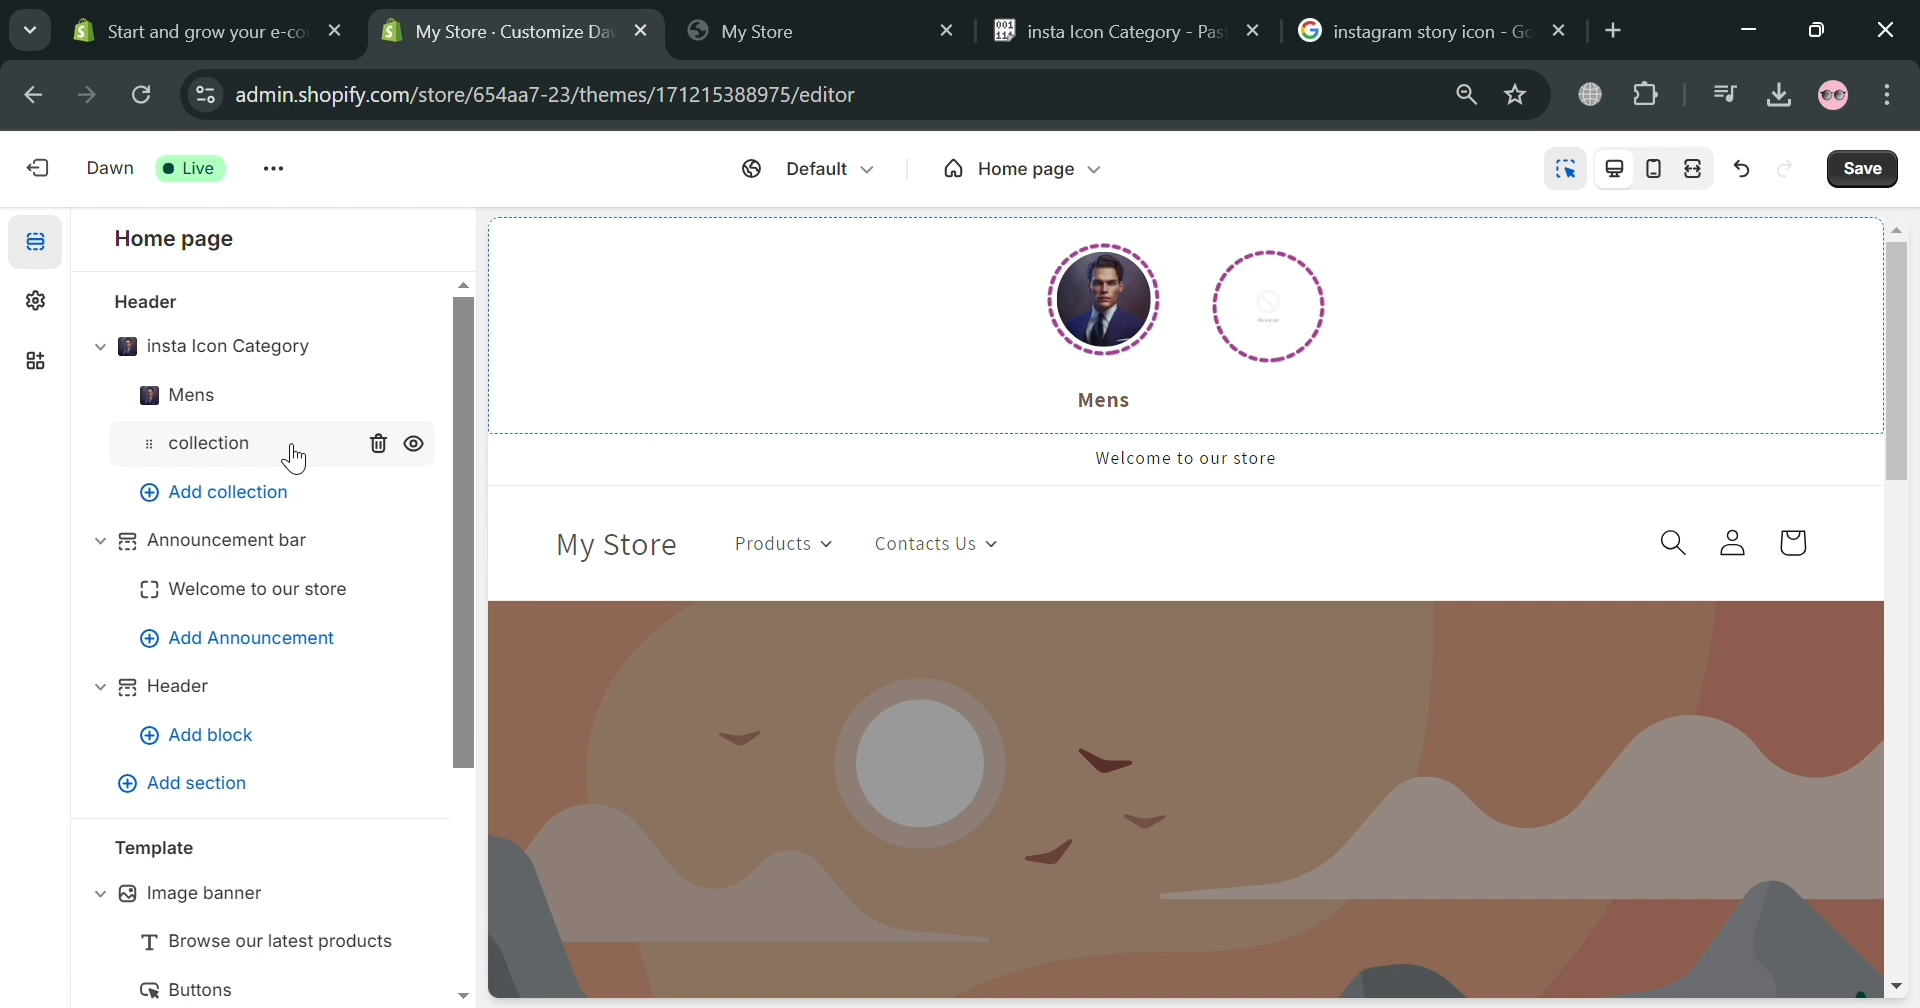 Start and grow your e-co
My Store · Customize Da
My Store
insta Icon Category - Pas
instagram story icon - Go
admin.shopify.com/store/654aa7-23/themes/171215388975/editor
Dawn
Live
Default
Home page
Save
Home page
Header
insta Icon Category
Mens
collection
Add collection
Announcement bar
Welcome to our store
Add Announcement
Header
Add block
Add section
Template
Image banner
Browse our latest products
Buttons
No Image
Mens
Welcome to our store
My Store
Products
Contacts Us